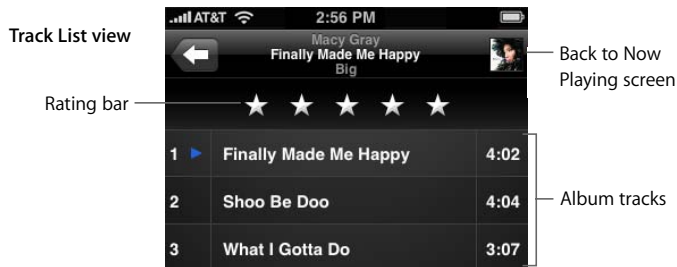 AT&T 2:56 PM
Track List view
Macy Gray
Finally Made Me Happy
Big
Back to Now
Playing screen
Rating bar
1 Finally Made Me Happy 4:02
2 Shoo Be Doo 4:04
Album tracks
3 What I Gotta Do 3:07